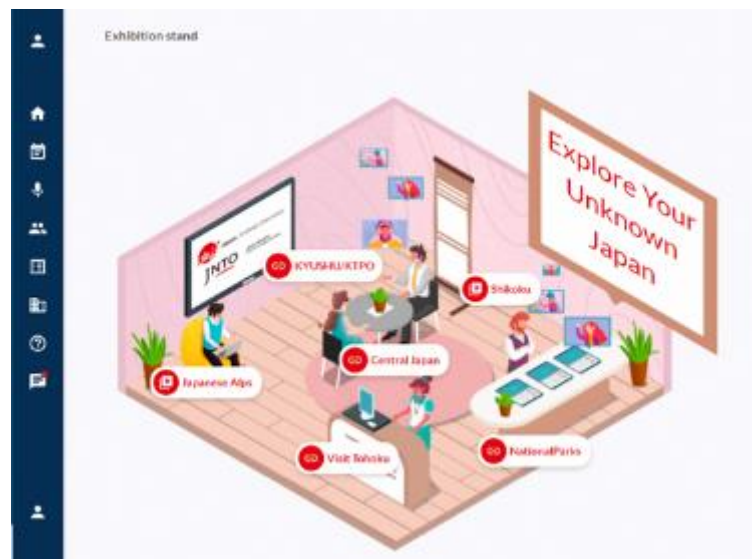 Exhibition stand
Explore Your
Unknown
Japan
JNTO
KYUSHU/KTPO
Shikoku
Central Japan
Japanese Alps
Visit Tohoku
NationalParks